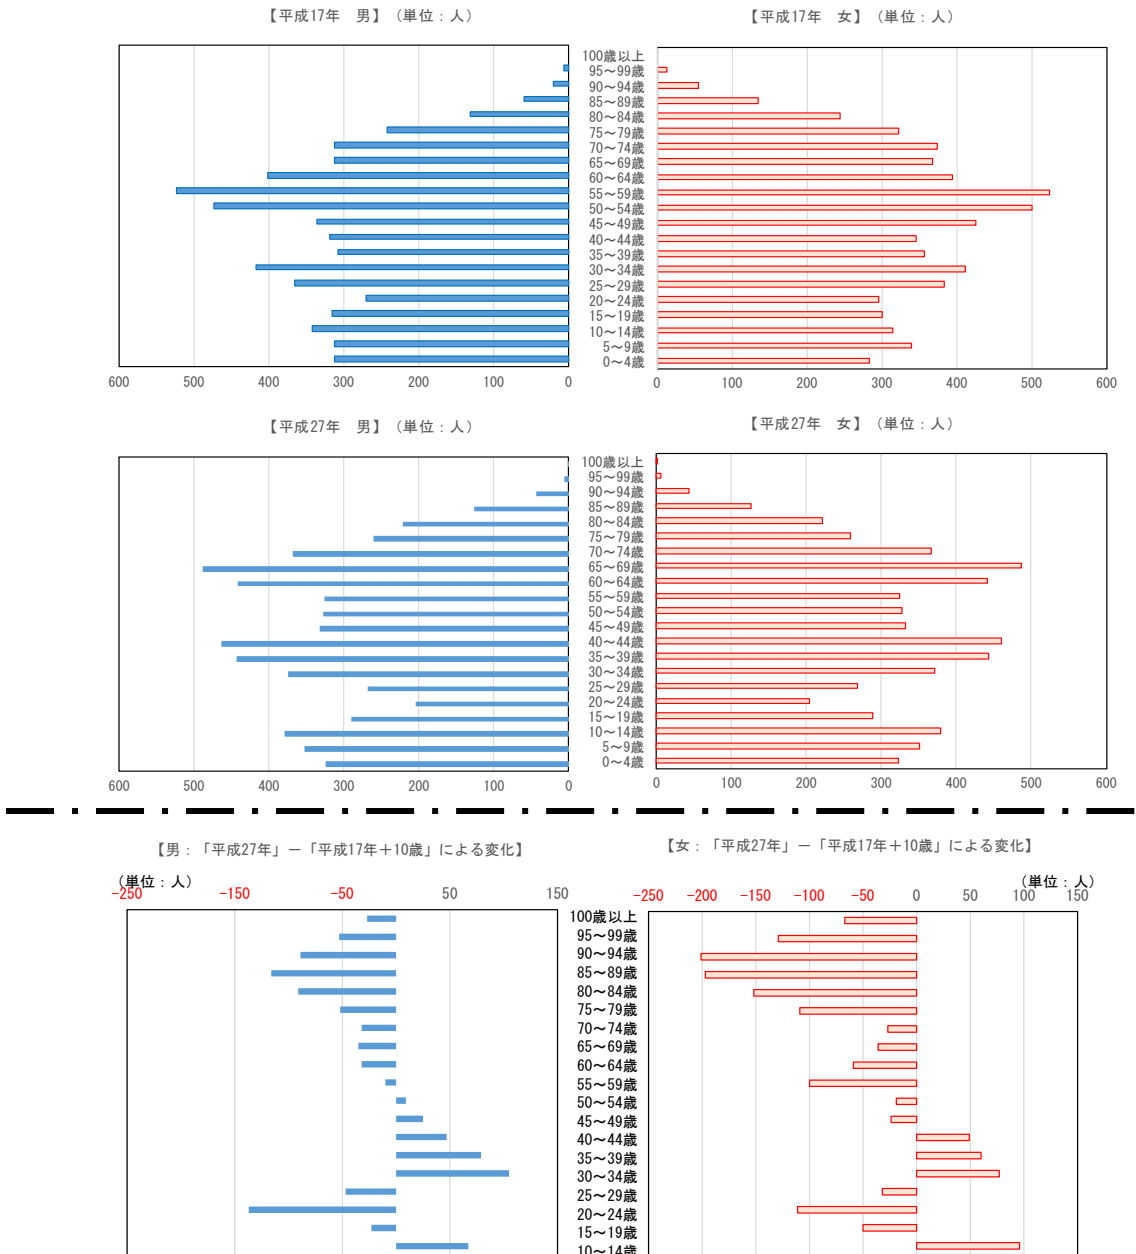 【平成17年　男】（単位：人）
【平成17年　女】（単位：人）
100歳以上
95～99歳
90～94歳
85～89歳
80～84歳
75～79歳
70～74歳
65～69歳
60～64歳
55～59歳
50～54歳
45～49歳
40～44歳
35～39歳
30～34歳
25～29歳
20～24歳
15～19歳
10～14歳
5～9歳
0～4歳
600 500 400 300 200 100 0
0 100 200 300 400 500 600
【平成27年　男】（単位：人）
【平成27年　女】（単位：人）
100歳以上
95～99歳
90～94歳
85～89歳
80～84歳
75～79歳
70～74歳
65～69歳
60～64歳
55～59歳
50～54歳
45～49歳
40～44歳
35～39歳
30～34歳
25～29歳
20～24歳
15～19歳
10～14歳
5～9歳
0～4歳
600 500 400 300 200 100 0
0 100 200 300 400 500 600
【男：「平成27年」－「平成17年＋10歳」による変化】
【女：「平成27年」－「平成17年＋10歳」による変化】
（単位：人）
-250 -150 -50 50 150
（単位：人）
-250 -200 -150 -100 -50 0 50 100 150
100歳以上
95～99歳
90～94歳
85～89歳
80～84歳
75～79歳
70～74歳
65～69歳
60～64歳
55～59歳
50～54歳
45～49歳
40～44歳
35～39歳
30～34歳
25～29歳
20～24歳
15～19歳
10～14歳